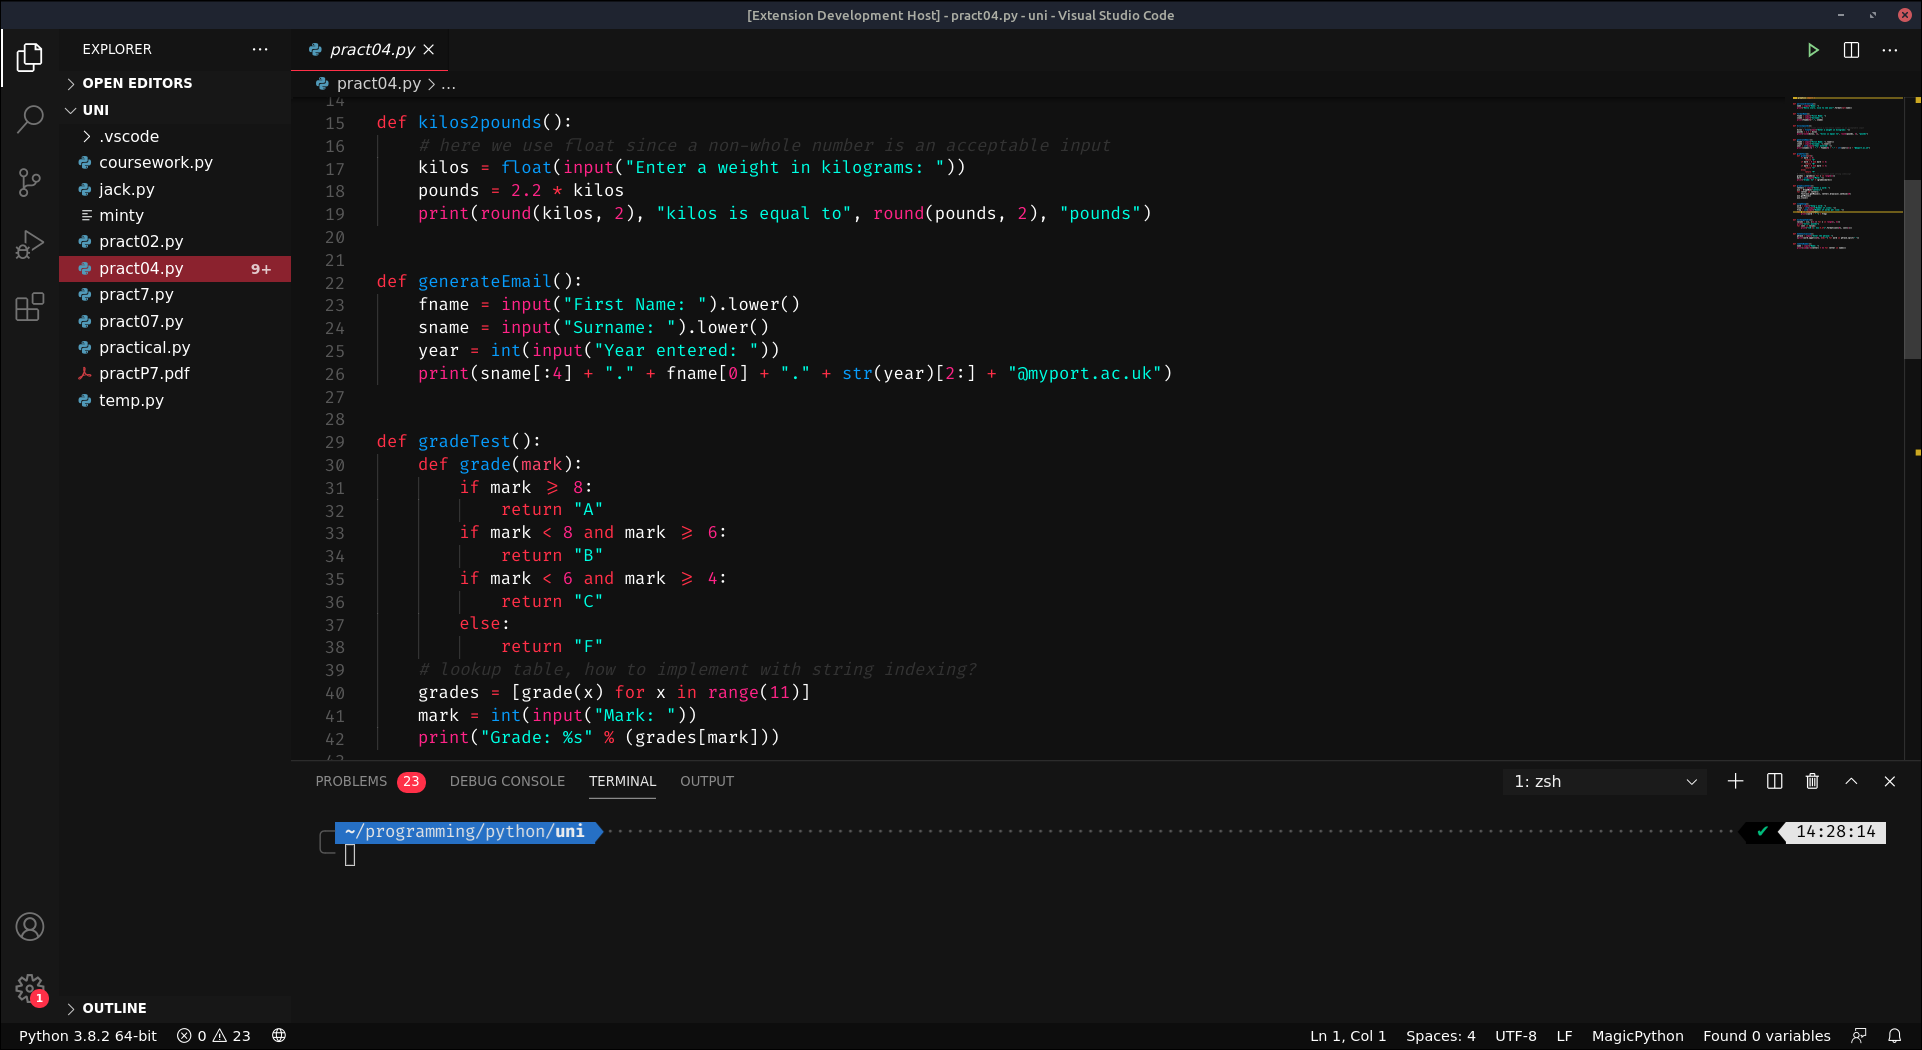 [Extension Development Host] - pract04.py - uni - Visual Studio Code
EXPLORER
OPEN EDITORS
UNI
.vscode
coursework.py
jack.py
minty
pract02.py
pract04.py 9+
pract7.py
pract07.py
practical.py
practP7.pdf
temp.py
OUTLINE
pract04.py
pract04.py > ...
14
15 def kilos2pounds():
16 # here we use float since a non-whole number is an acceptable input
17 kilos = float(input("Enter a weight in kilograms: "))
18 pounds = 2.2 * kilos
19 print(round(kilos, 2), "kilos is equal to", round(pounds, 2), "pounds")
20
21
22 def generateEmail():
23 fname = input("First Name: ").lower()
24 sname = input("Surname: ").lower()
25 year = int(input("Year entered: "))
26 print(sname[:4] + "." + fname[0] + "." + str(year)[2:] + "@myport.ac.uk")
27
28
29 def gradeTest():
30 def grade(mark):
31 if mark ⩾ 8:
32 return "A"
33 if mark < 8 and mark ⩾ 6:
34 return "B"
35 if mark < 6 and mark ⩾ 4:
36 return "C"
37 else:
38 return "F"
39 # lookup table, how to implement with string indexing?
40 grades = [grade(x) for x in range(11)]
41 mark = int(input("Mark: "))
42 print("Grade: %s" % (grades[mark]))
PROBLEMS 23 DEBUG CONSOLE TERMINAL OUTPUT 1: zsh
~/programming/python/uni ✔ 14:28:14
1
Python 3.8.2 64-bit 0 23 Ln 1, Col 1 Spaces: 4 UTF-8 LF MagicPython Found 0 variables